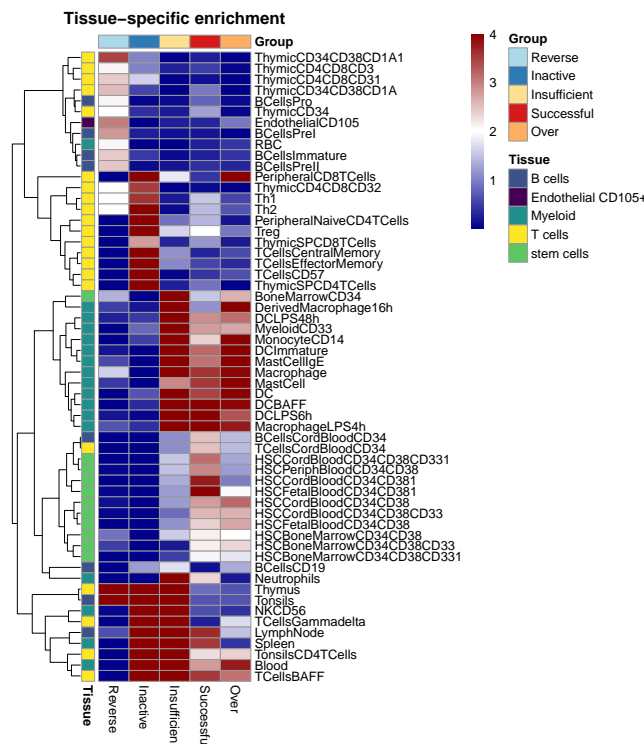 Tissue-specific enrichment
Group
ThymicCD34CD38CD1A1
ThymicCD4CD8CD3
ThymicCD4CD8CD31
ThymicCD34CD38CD1A
BCellsPro
ThymicCD34
EndothelialCD105
BCellsPreI
RBC
BCellsImmature
BCellsPreII
PeripheralCD8TCells
ThymicCD4CD8CD32
Th1
Th2
PeripheralNaiveCD4TCells
Treg
ThymicSPCD8TCells
TCellsCentralMemory
TCellsEffectorMemory
TCellsCD57
ThymicSPCD4TCells
BoneMarrowCD34
DerivedMacrophage16h
DCLPS48h
MyeloidCD33
MonocyteCD14
DCImmature
MastCellIgE
Macrophage
MastCell
DC
DCBAFF
DCLPS6h
MacrophageLPS4h
BCellsCordBloodCD34
TCellsCordBloodCD34
HSCCordBloodCD34CD38CD331
HSCPeriphBloodCD34CD38
HSCCordBloodCD34CD381
HSCFetalBloodCD34CD381
HSCCordBloodCD34CD38
HSCCordBloodCD34CD38CD33
HSCFetalBloodCD34CD38
HSCBoneMarrowCD34CD38
HSCBoneMarrowCD34CD38CD33
HSCBoneMarrowCD34CD38CD331
BCellsCD19
Neutrophils
Thymus
Tonsils
NKCD56
TCellsGammadelta
LymphNode
Spleen
TonsilsCD4TCells
Blood
TCellsBAFF
Tissue
Reverse
Inactive
Insufficien
Successful
Over
4
3
2
1
Group
Reverse
Inactive
Insufficient
Successful
Over
Tissue
B cells
Endothelial CD105+
Myeloid
T cells
stem cells